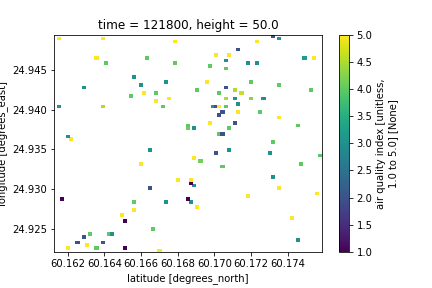 time = 121800, height = 50.0
24.945
24.940
24.935
24.930
24.925
longitude [degrees_east]
60.162 60.164 60.166 60.168 60.170 60.172 60.174
latitude [degrees_north]
5.0
4.5
4.0
3.5
3.0
2.5
2.0
1.5
1.0
air quality index [unitless,
1.0 to 5.0] [None]